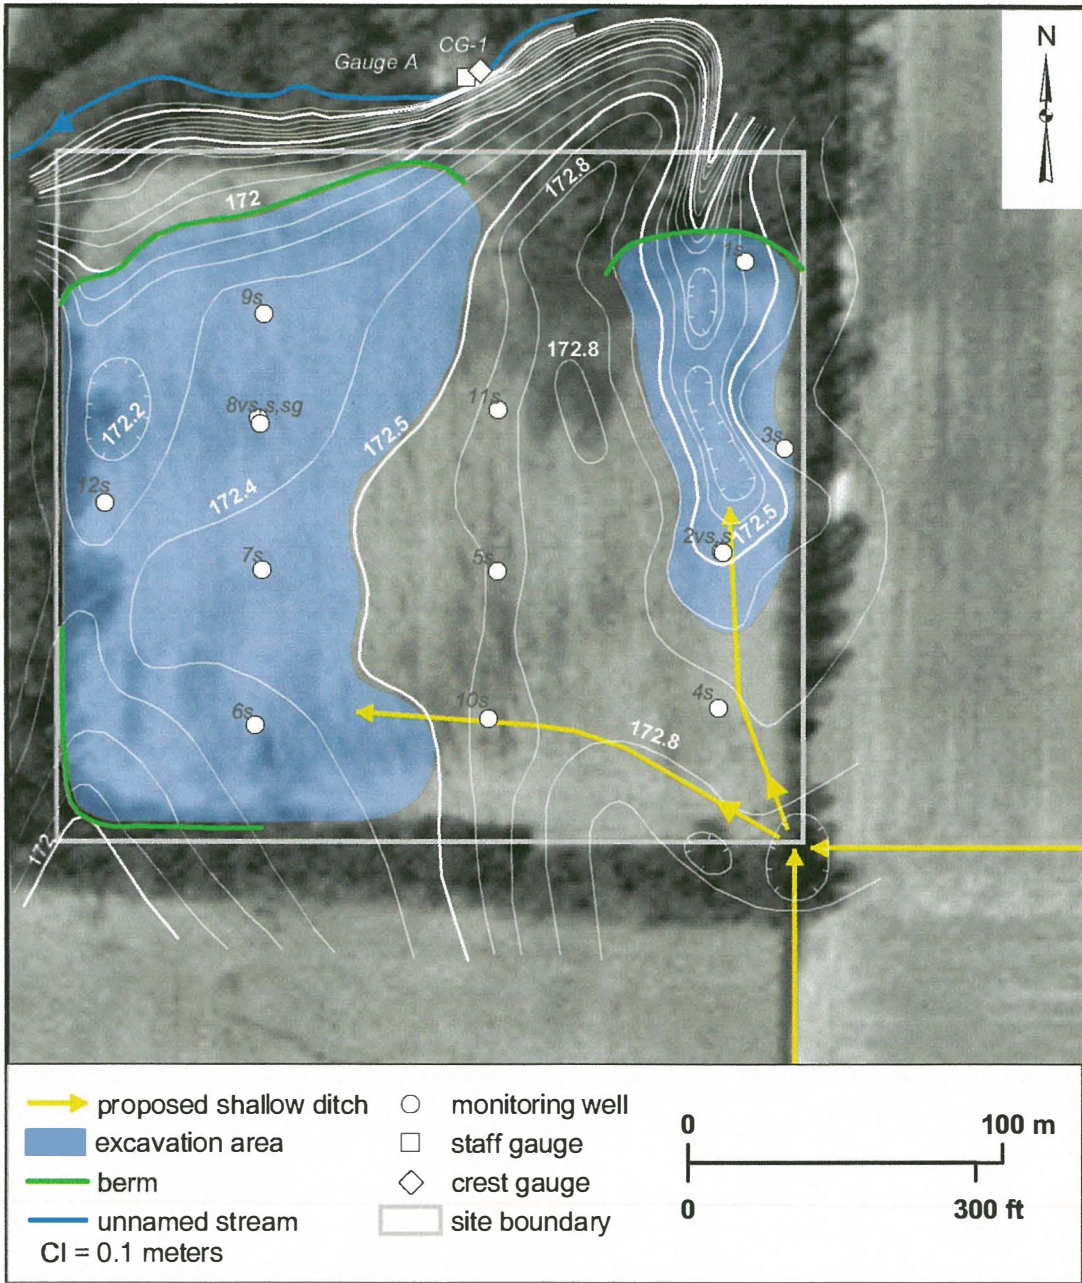 N
CG-1
Gauge A
172
172.8
1s
9s
172.8
8vs,s,sg
11s
172.2
172.5
3s
12s
172.4
2vs,s
172.5
7s
5s
4s
10s
6s
172.8
172
proposed shallow ditch
monitoring well
0
100 m
excavation area
staff gauge
berm
crest gauge
0
300 ft
unnamed stream
site boundary
CI = 0.1 meters